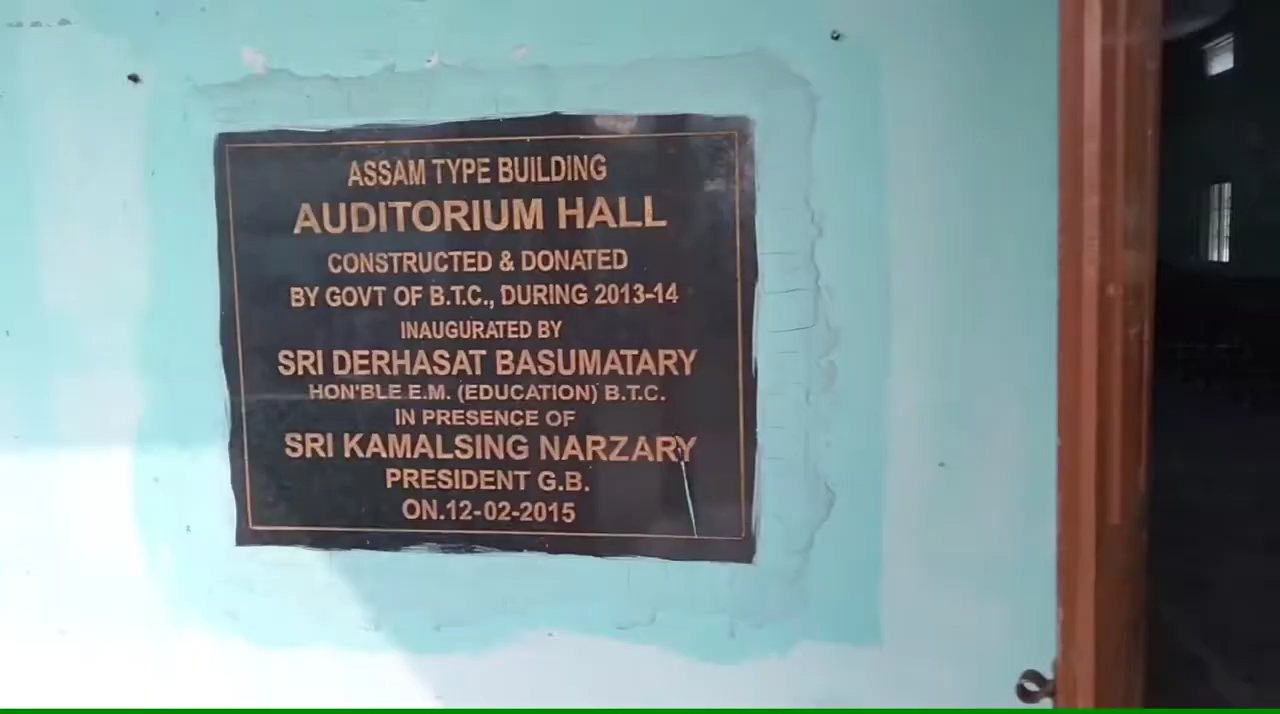 ASSAM TYPE BUILDING
AUDITORIUM HALL
CONSTRUCTED & DONATED
BY GOVT OF B.T.C., DURING 2013-14
INAUGURATED BY
SRI DERHASAT BASUMATARY
HON'BLE E.M. (EDUCATION) B.T.C.
IN PRESENCE OF
SRI KAMALSING NARZARY
PRESIDENT G.B.
ON.12-02-2015